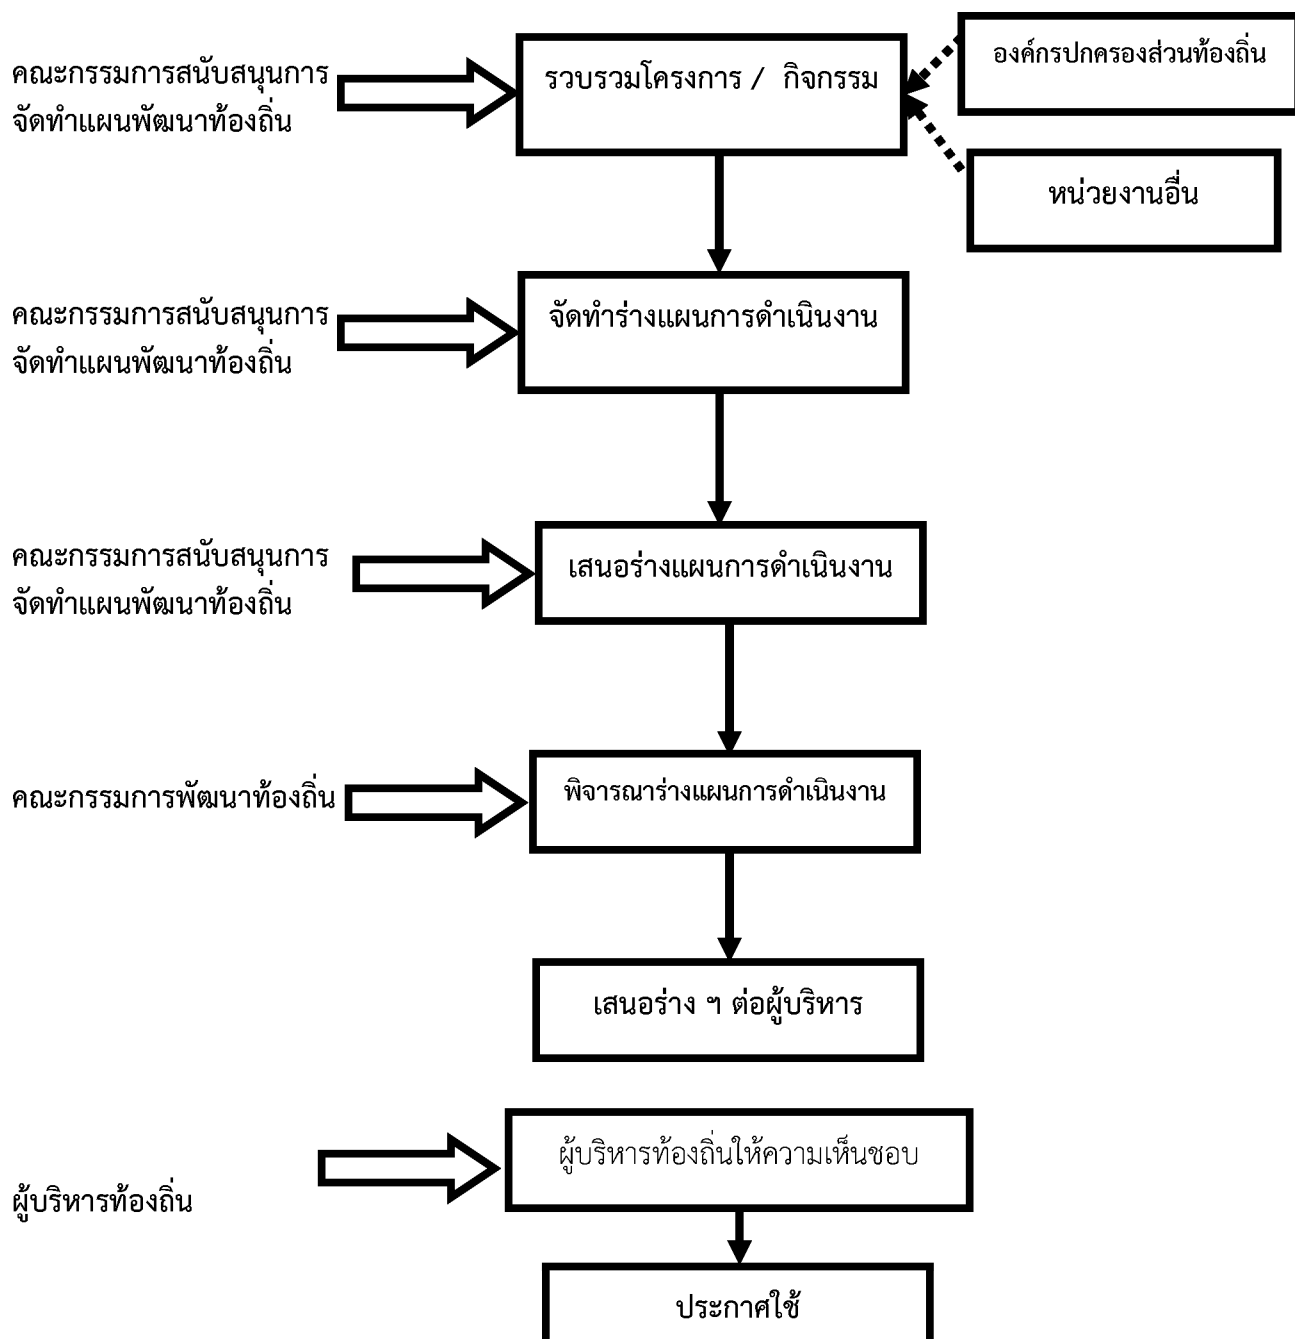 คณะกรรมการสนับสนุนการ
จัดทำแผนพัฒนาท้องถิ่น
รวบรวมโครงการ / กิจกรรม
องค์กรปกครองส่วนท้องถิ่น
หน่วยงานอื่น
คณะกรรมการสนับสนุนการ
จัดทำแผนพัฒนาท้องถิ่น
จัดทำร่างแผนการดำเนินงาน
คณะกรรมการสนับสนุนการ
จัดทำแผนพัฒนาท้องถิ่น
เสนอร่างแผนการดำเนินงาน
คณะกรรมการพัฒนาท้องถิ่น
พิจารณาร่างแผนการดำเนินงาน
เสนอร่าง ฯ ต่อผู้บริหาร
ผู้บริหารท้องถิ่น
ผู้บริหารท้องถิ่นให้ความเห็นชอบ
ประกาศใช้